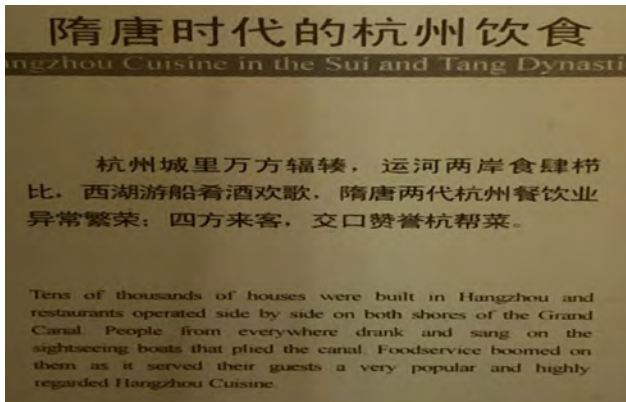 隋唐时代的杭州饮食
ngzhou Cuisine in the Sui and Tang Dynasti
杭州城里万方辐辏，运河两岸食肆栉
比，西湖游船肴酒欢歌，隋唐两代杭州餐饮业
异常繁荣；四方来客，交口赞誉杭帮菜。
Tens of thousands of houses were built in Hangzhou and
restaurants operated side by side on both shores of the Grand
Canal. People from everywhere drank and sang on the
sightseeing boats that plied the canal. Foodservice boomed on
them as it served their guests a very popular and highly
regarded Hangzhou Cuisine.